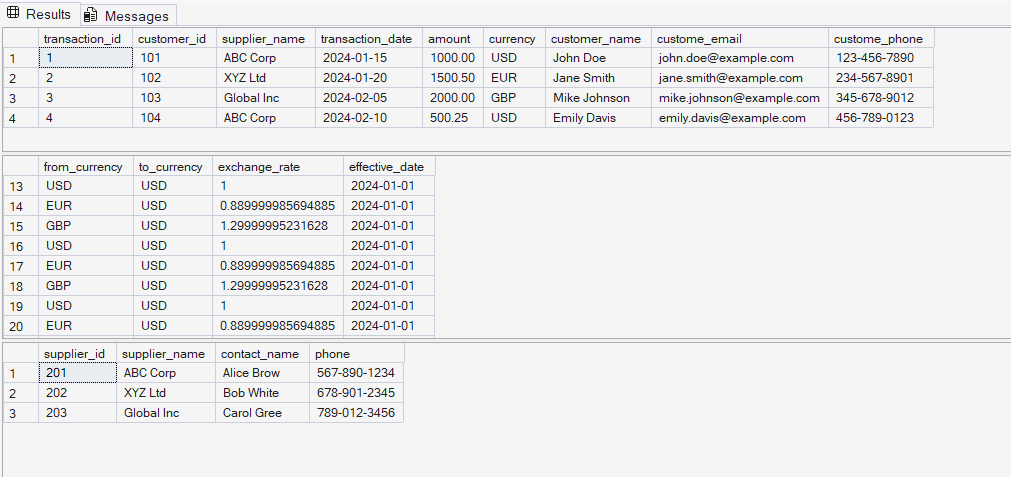 Results Messages
transaction_id customer_id supplier_name transaction_date amount currency customer_name custome_email custome_phone
1 1 101 ABC Corp 2024-01-15 1000.00 USD John Doe john.doe@example.com 123-456-7890
2 2 102 XYZ Ltd 2024-01-20 1500.50 EUR Jane Smith jane.smith@example.com 234-567-8901
3 3 103 Global Inc 2024-02-05 2000.00 GBP Mike Johnson mike.johnson@example.com 345-678-9012
4 4 104 ABC Corp 2024-02-10 500.25 USD Emily Davis emily.davis@example.com 456-789-0123
from_currency to_currency exchange_rate effective_date
13 USD USD 1 2024-01-01
14 EUR USD 0.889999985694885 2024-01-01
15 GBP USD 1.29999995231628 2024-01-01
16 USD USD 1 2024-01-01
17 EUR USD 0.889999985694885 2024-01-01
18 GBP USD 1.29999995231628 2024-01-01
19 USD USD 1 2024-01-01
20 EUR USD 0.889999985694885 2024-01-01
supplier_id supplier_name contact_name phone
1 201 ABC Corp Alice Brow 567-890-1234
2 202 XYZ Ltd Bob White 678-901-2345
3 203 Global Inc Carol Gree 789-012-3456